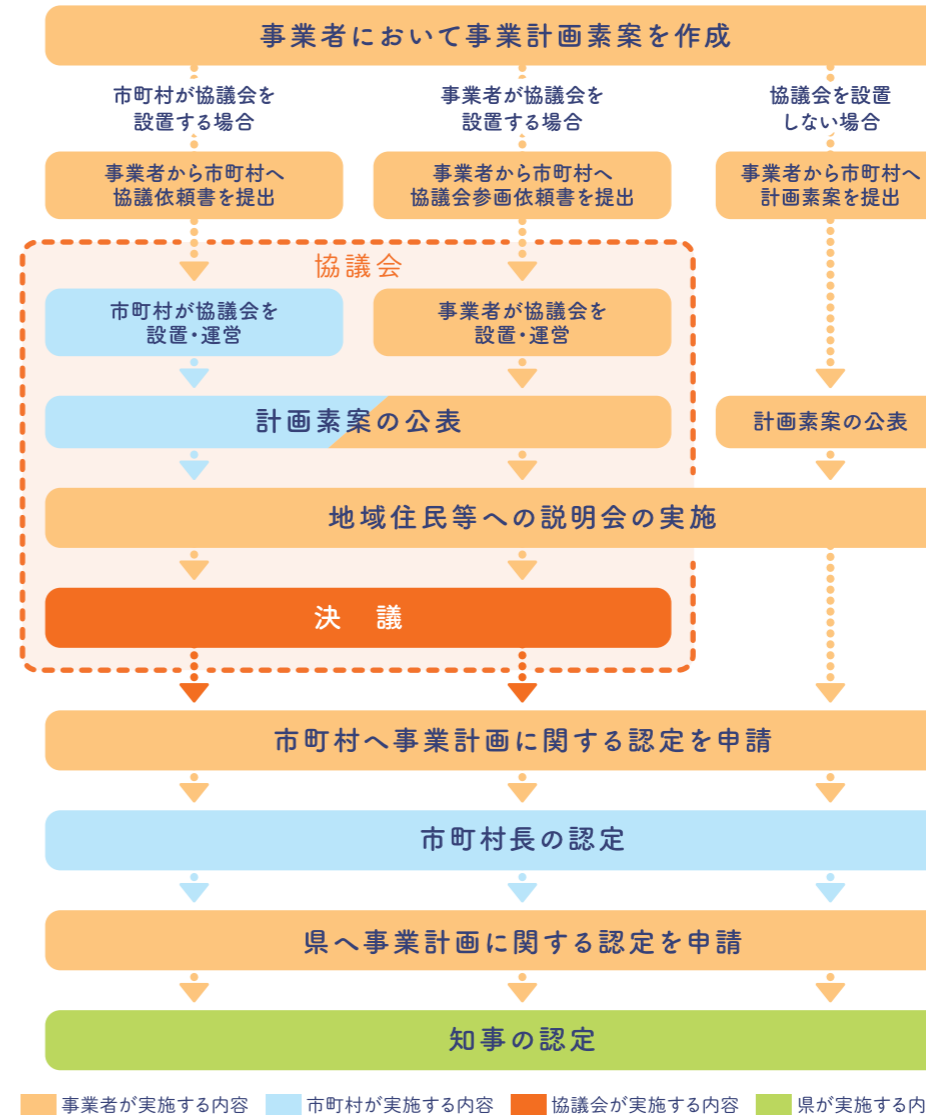 事業者において事業計画素案を作成
市町村が協議会を
設置する場合
事業者が協議会を
設置する場合
協議会を設置
しない場合
事業者から市町村へ
協議依頼書を提出
事業者から市町村へ
協議会参画依頼書を提出
事業者から市町村へ
計画素案を提出
協議会
市町村が協議会を
設置・運営
事業者が協議会を
設置・運営
計画素案の公表
計画素案の公表
地域住民等への説明会の実施
決　議
市町村へ事業計画に関する認定を申請
市町村長の認定
県へ事業計画に関する認定を申請
知事の認定
事業者が実施する内容
市町村が実施する内容
協議会が実施する内容
県が実施する内